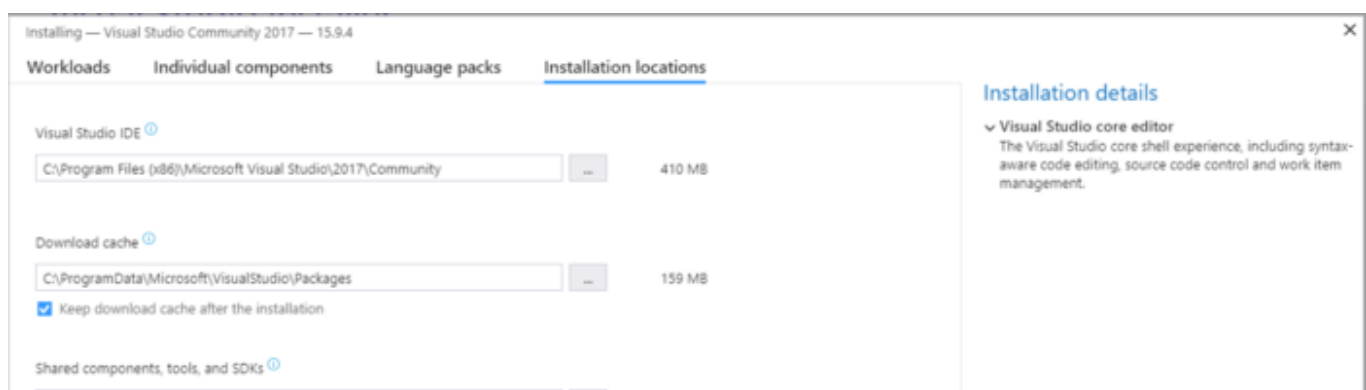 Installing — Visual Studio Community 2017 — 15.9.4
Workloads Individual components Language packs Installation locations
Visual Studio IDE
C:\Program Files (x86)\Microsoft Visual Studio\2017\Community ... 410 MB
Download cache
C:\ProgramData\Microsoft\VisualStudio\Packages ... 159 MB
Keep download cache after the installation
Shared components, tools, and SDKs
Installation details
Visual Studio core editor
The Visual Studio core shell experience, including syntax-
aware code editing, source code control and work item
management.